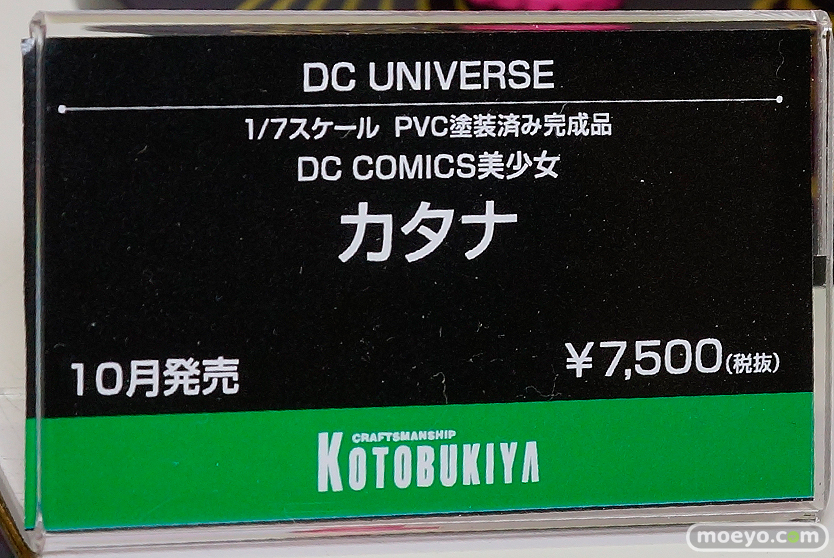 DC UNIVERSE
1/7スケール PVC塗装済み完成品
DC COMICS美少女
カタナ
10月発売
¥7,500(税抜)
CRAFTSMANSHIP
KOTOBUKIYA
moeyo.com